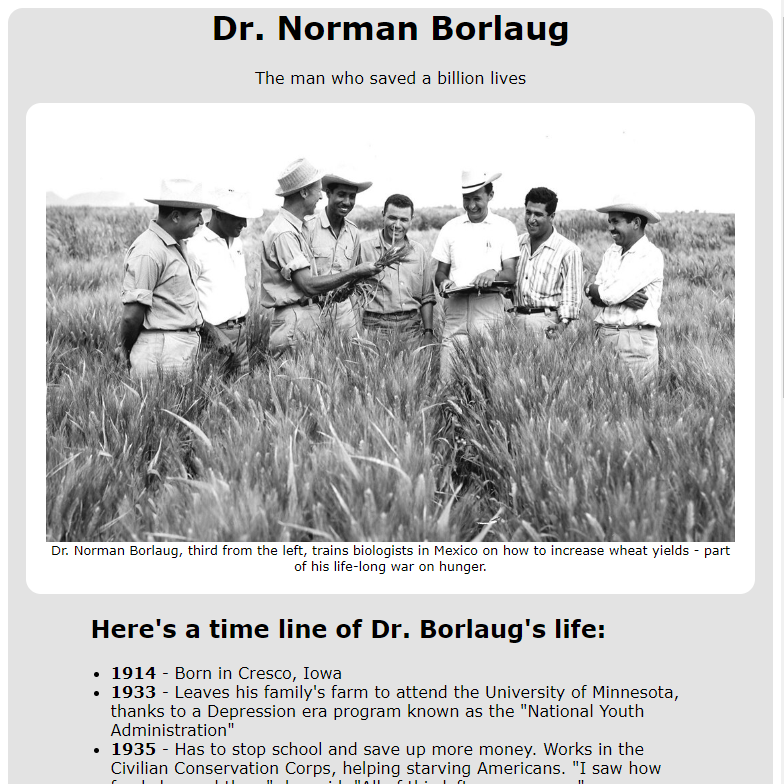 Dr. Norman Borlaug
The man who saved a billion lives
Dr. Norman Borlaug, third from the left, trains biologists in Mexico on how to increase wheat yields - part
of his life-long war on hunger.
Here's a time line of Dr. Borlaug's life:
• 1914 - Born in Cresco, Iowa
• 1933 - Leaves his family's farm to attend the University of Minnesota,
thanks to a Depression era program known as the "National Youth
Administration"
• 1935 - Has to stop school and save up more money. Works in the
Civilian Conservation Corps, helping starving Americans. "I saw how